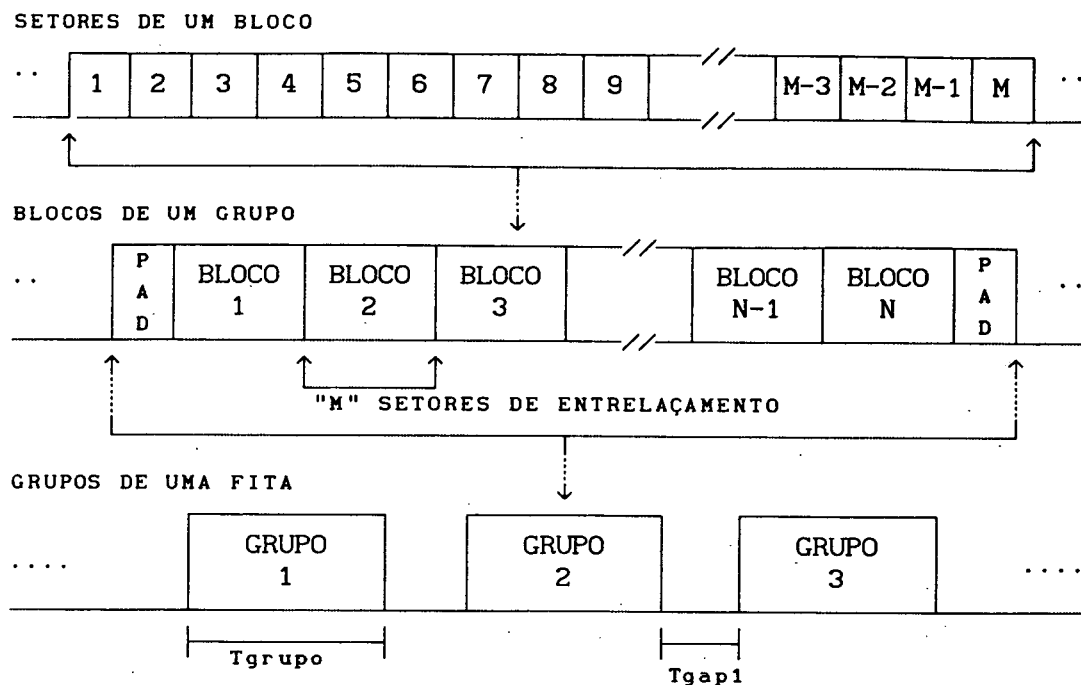 SETORES DE UM BLOCO
.. 1 2 3 4 5 6 7 8 9 // M-3 M-2 M-1 M ...
BLOCOS DE UM GRUPO
.. PAD BLOCO 1 BLOCO 2 BLOCO 3 // BLOCO N-1 BLOCO N PAD ...
"M" SETORES DE ENTRELAÇAMENTO
GRUPOS DE UMA FITA
.... GRUPO 1 GRUPO 2 GRUPO 3 ....
Tgrupo Tgap1